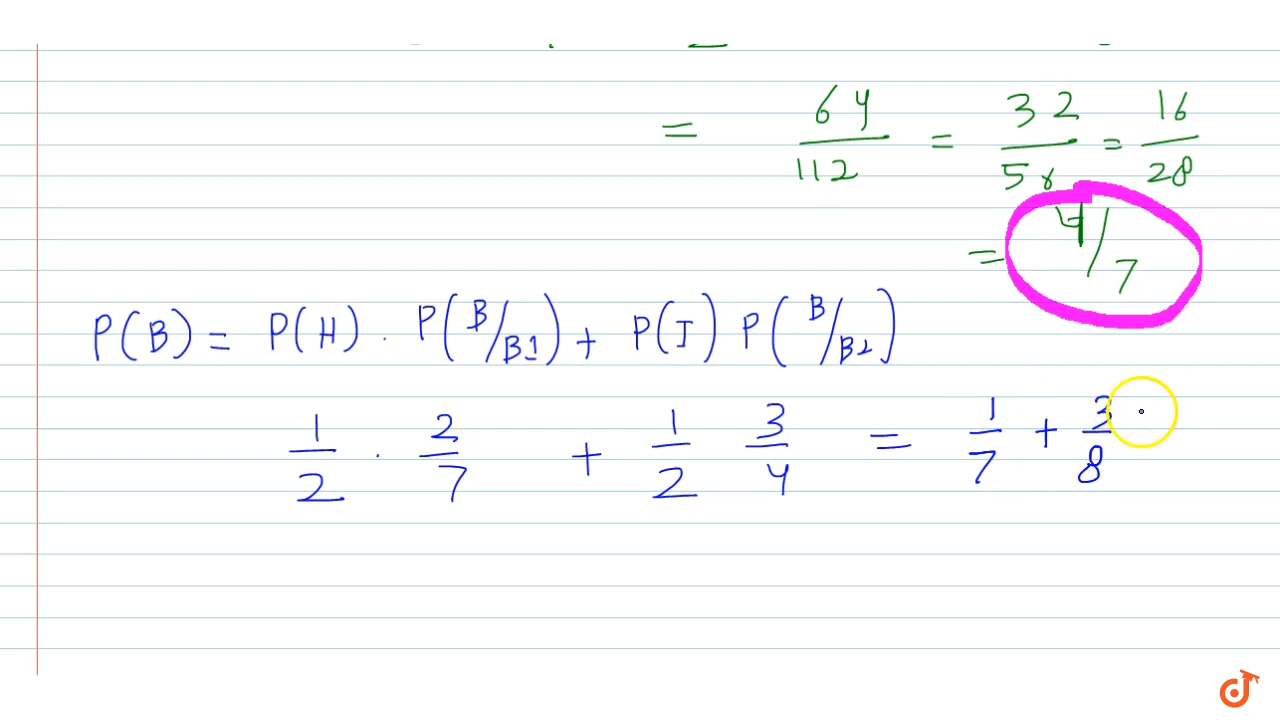 = 64/112 = 32/56 = 16/28
= 4/7
P(B) = P(H) . P(B/B1) + P(J) P(B/B2)
1/2 . 2/7 + 1/2 3/4 = 1/7 + 3/8